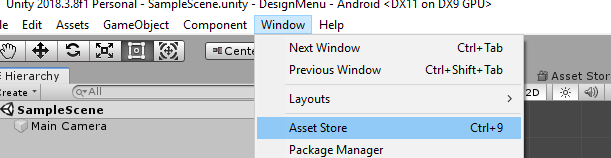 Unity 2018.3.8f1 Personal - SampleScene.unity - DesignMenu - Android <DX11 on DX9 GPU>
Edit Assets GameObject Component Window Help
Cente
Next Window Ctrl+Tab
Previous Window Ctrl+Shift+Tab
Hierarchy
Asset Stor
Create
All
Layouts
2D
SampleScene
Main Camera
Asset Store Ctrl+9
Package Manager